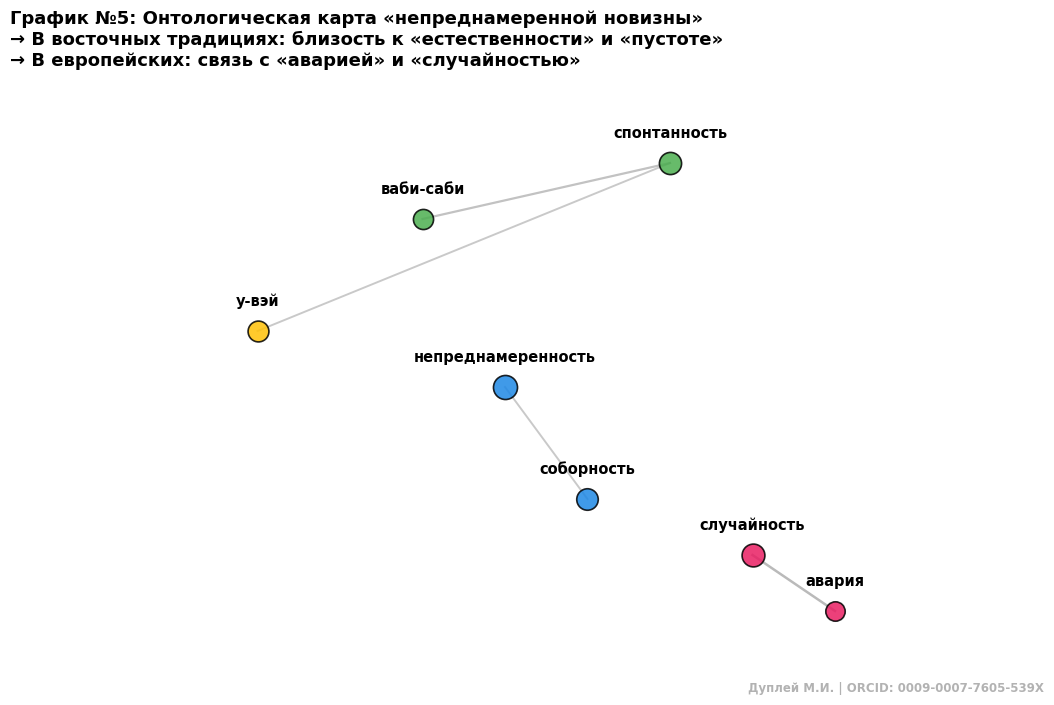 График №5: Онтологическая карта «непреднамеренной новизны»
→ В восточных традициях: близость к «естественности» и «пустоте»
→ В европейских: связь с «аварией» и «случайностью»
спонтанность
ваби-саби
у-вэй
непреднамеренность
соборность
случайность
авария
Дуплей М.И. | ORCID: 0009-0007-7605-539X